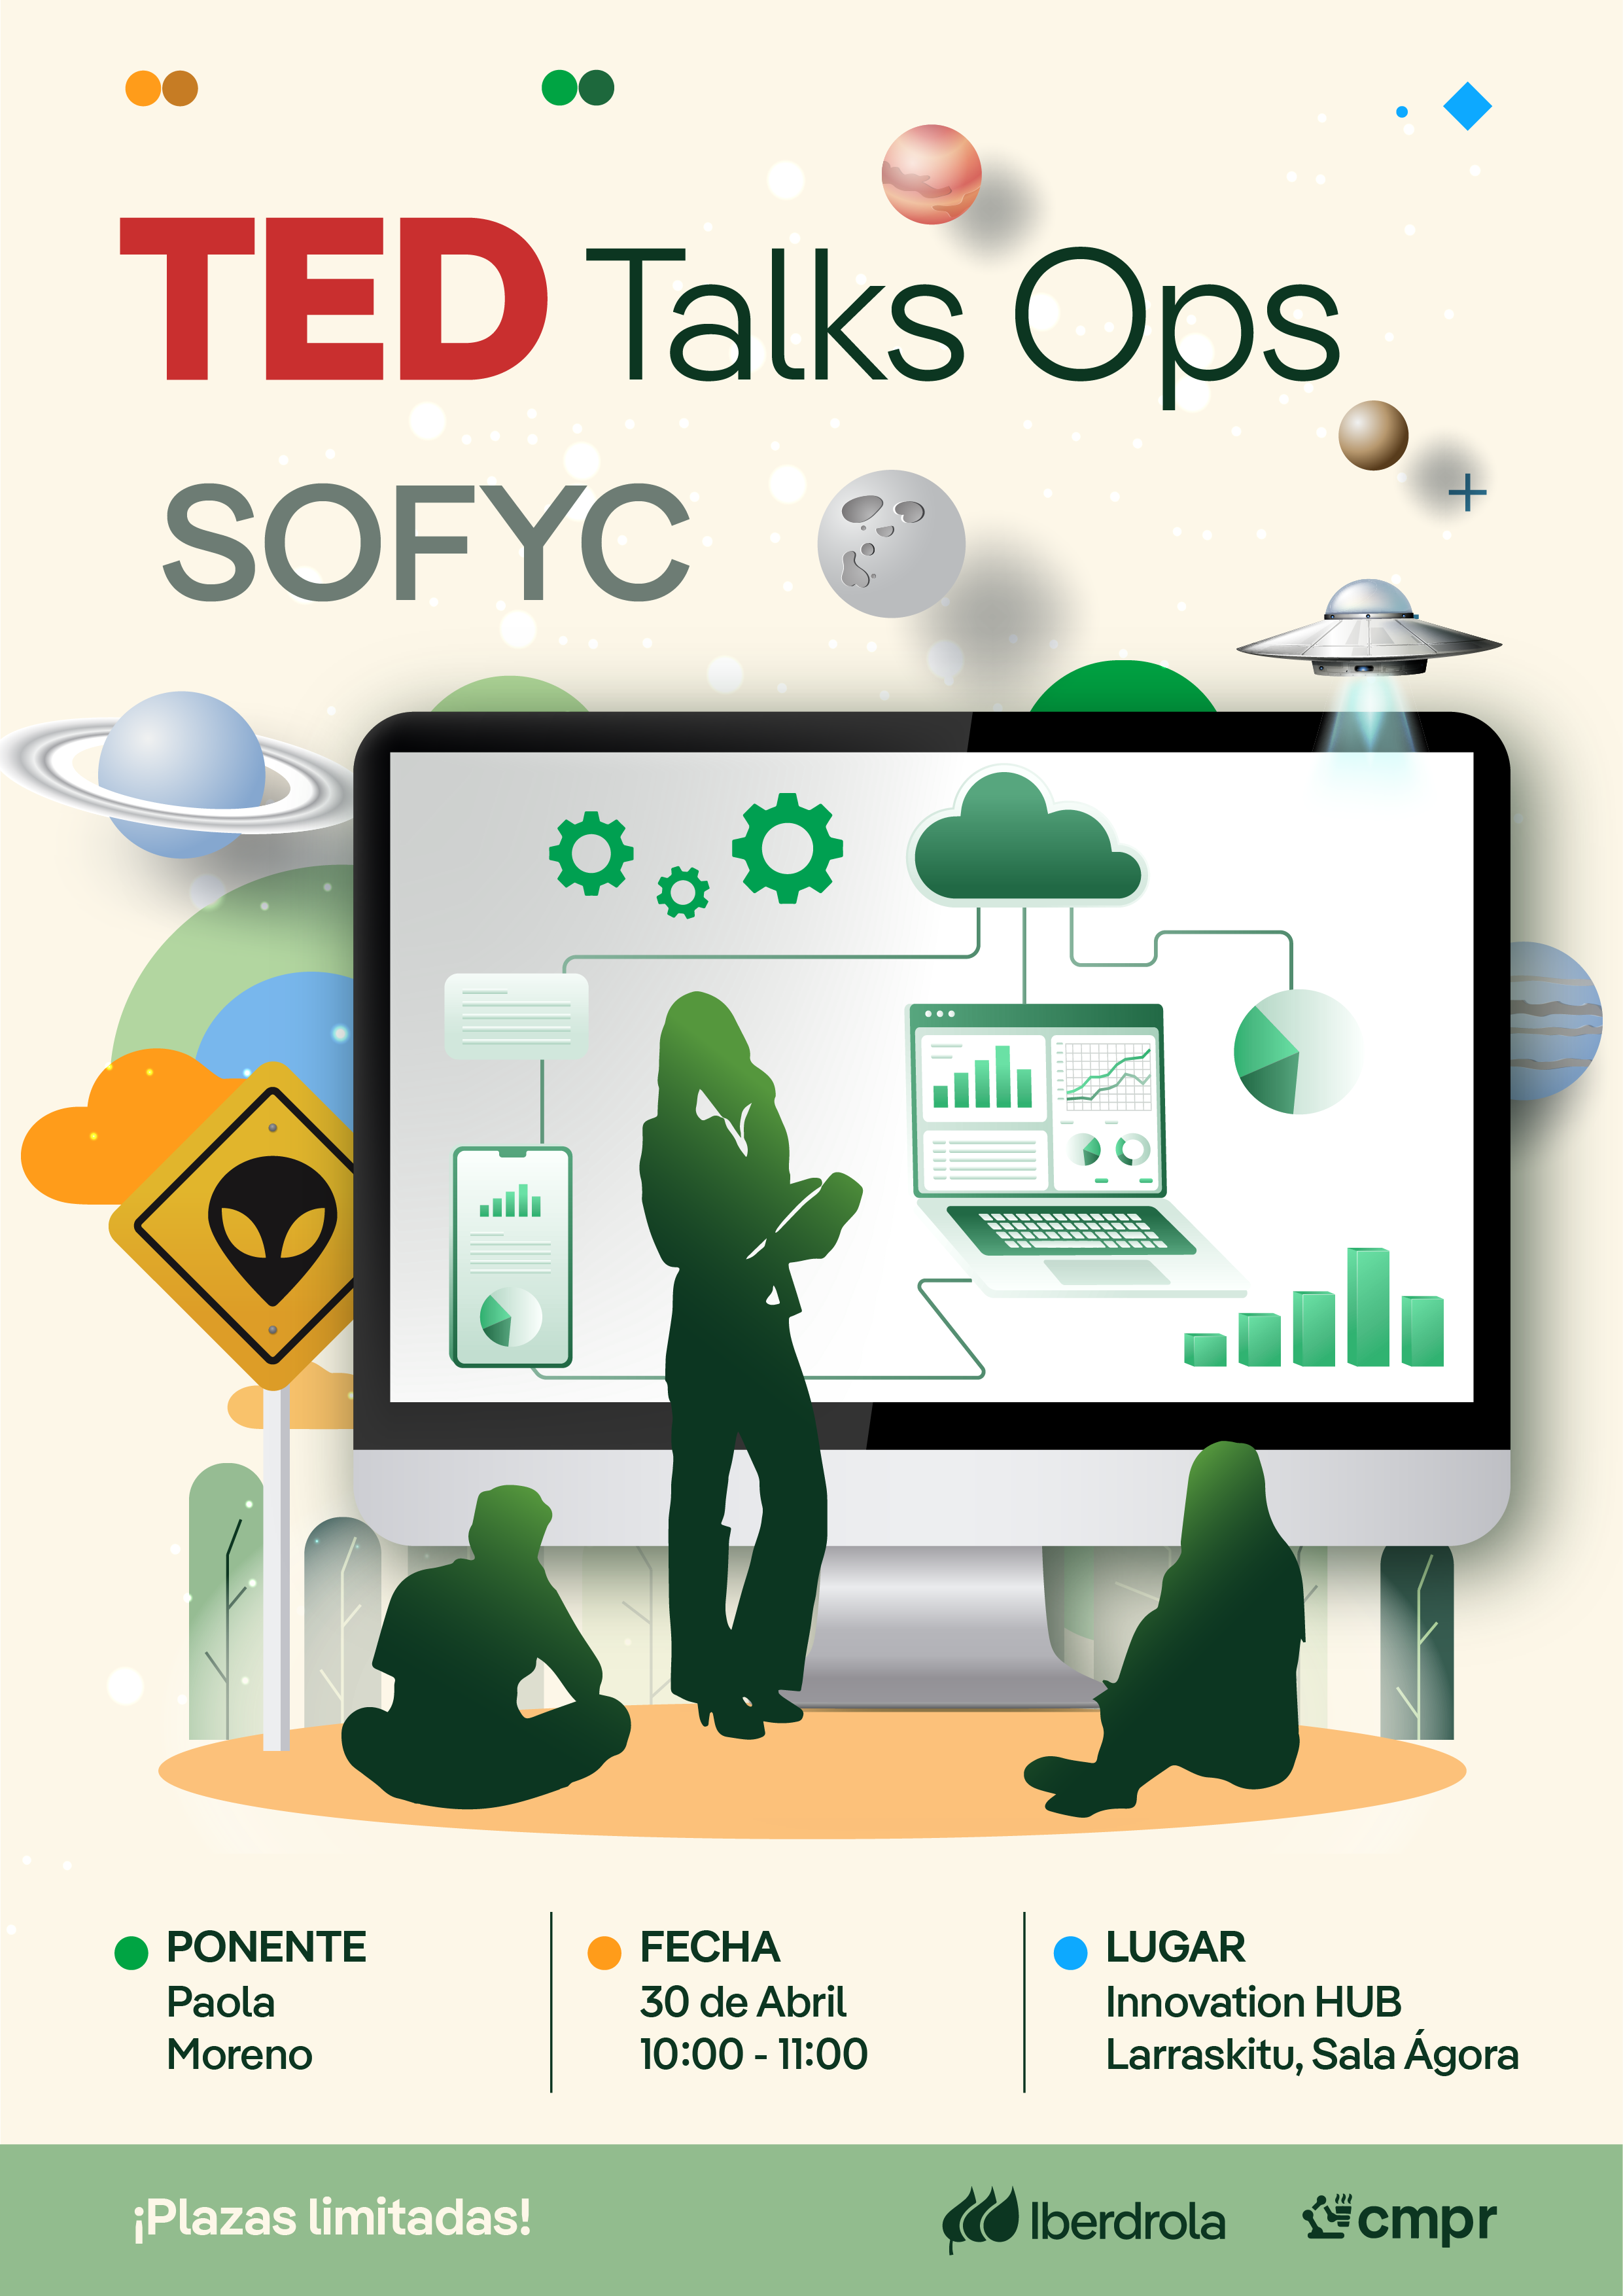 TED Talks Ops
SOFYC
PONENTE
Paola
Moreno
FECHA
30 de Abril
10:00 - 11:00
LUGAR
Innovation HUB
Larraskitu, Sala Ágora
¡Plazas limitadas!
Iberdrola
cmpr